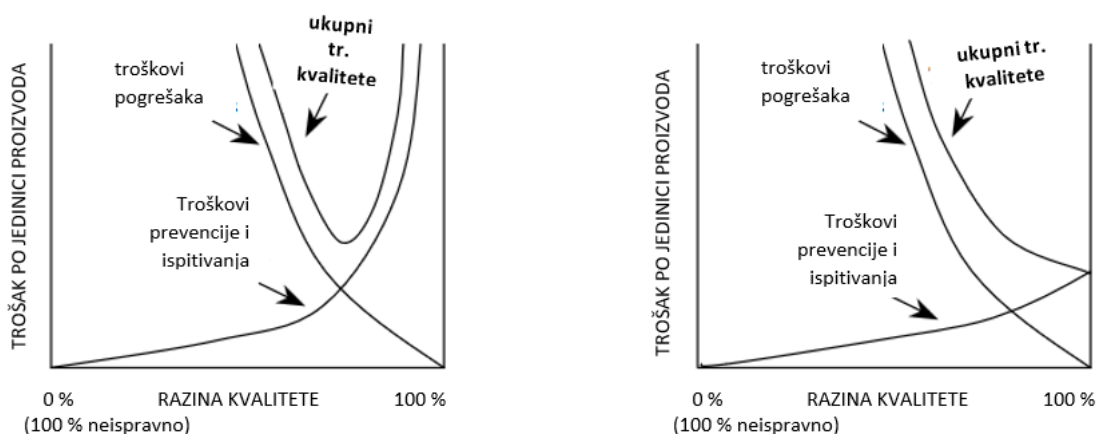 ukupni
tr.
kvalitete
troškovi
pogrešaka
Troškovi
prevencije i
ispitivanja
TROŠAK PO JEDINICI PROIZVODA
0 %
RAZINA KVALITETE
100 %
(100 % neispravno)
ukupni tr.
kvalitete
troškovi
pogrešaka
Troškovi
prevencije i
ispitivanja
TROŠAK PO JEDINICI PROIZVODA
0 %
RAZINA KVALITETE
100 %
(100 % neispravno)